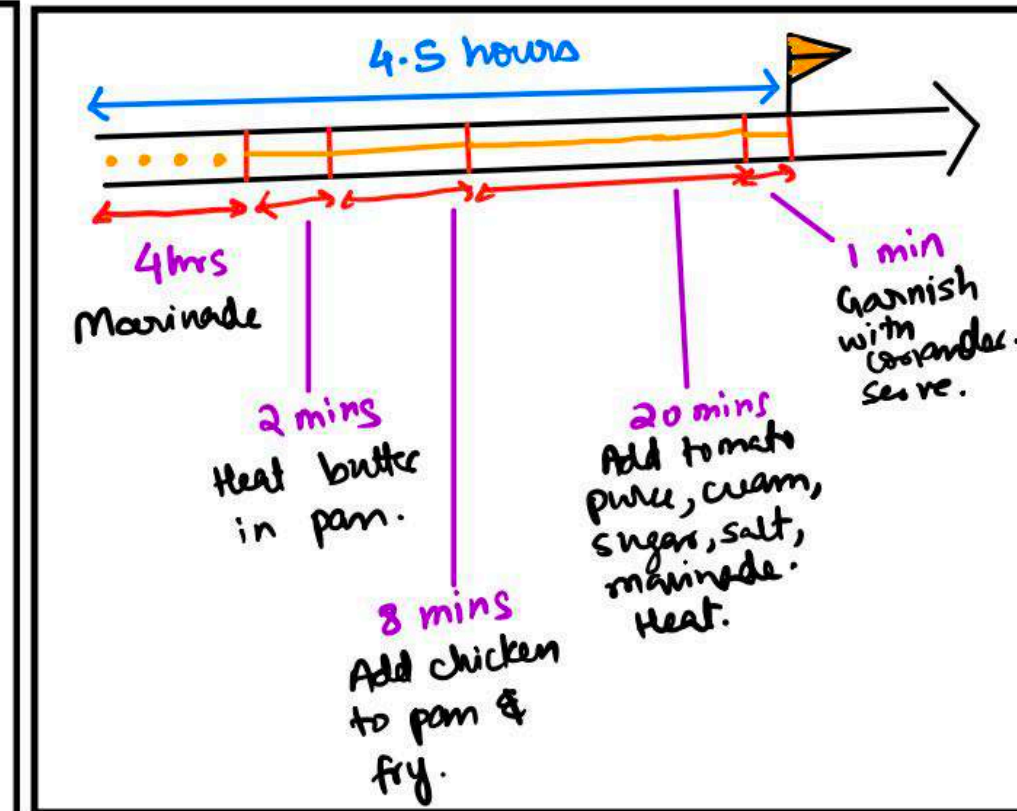 4.5 hours
4hrs
Marinade
2 mins
Heat butter
in pan.
8 mins
Add chicken
to pan &
fry.
20 mins
Add tomato
puree, cream,
sugar, salt,
marinade.
Heat.
1 min
Garnish
with
coriander.
serve.